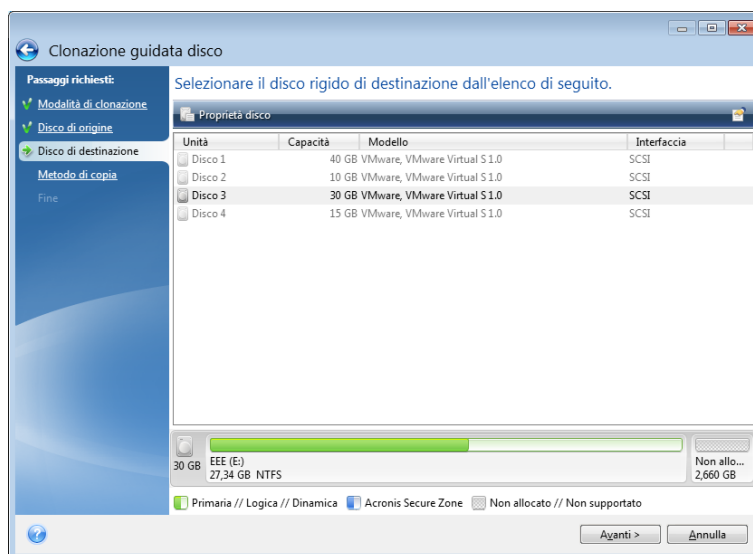 Clonazione guidata disco
Passaggi richiesti:
Modalità di clonazione
Disco di origine
Disco di destinazione
Metodo di copia
Fine
Selezionare il disco rigido di destinazione dall'elenco di seguito.
Proprietà disco
Unità Capacità Modello Interfaccia
Disco 1 40 GB VMware, VMware Virtual S 1.0 SCSI
Disco 2 10 GB VMware, VMware Virtual S 1.0 SCSI
Disco 3 30 GB VMware, VMware Virtual S 1.0 SCSI
Disco 4 15 GB VMware, VMware Virtual S 1.0 SCSI
30 GB
EEE (E:)
27,34 GB NTFS
Non allo...
2,660 GB
Primaria // Logica // Dinamica Acronis Secure Zone Non allocato // Non supportato
?
Avanti > Annulla